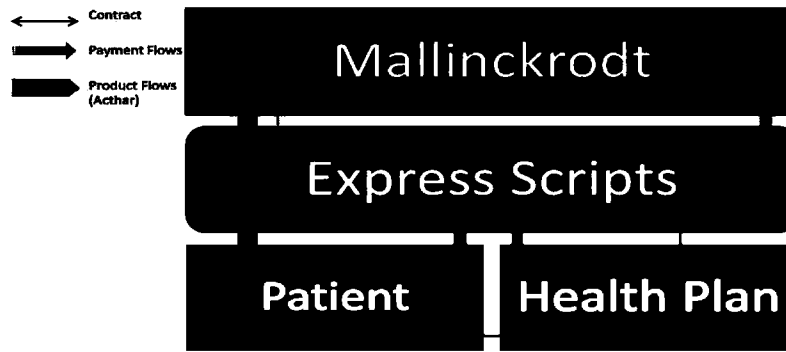 Contract
Mallinckrodt
Payment Flows
Product Flows
(Acthar)
Express Scripts
Patient
Health Plan